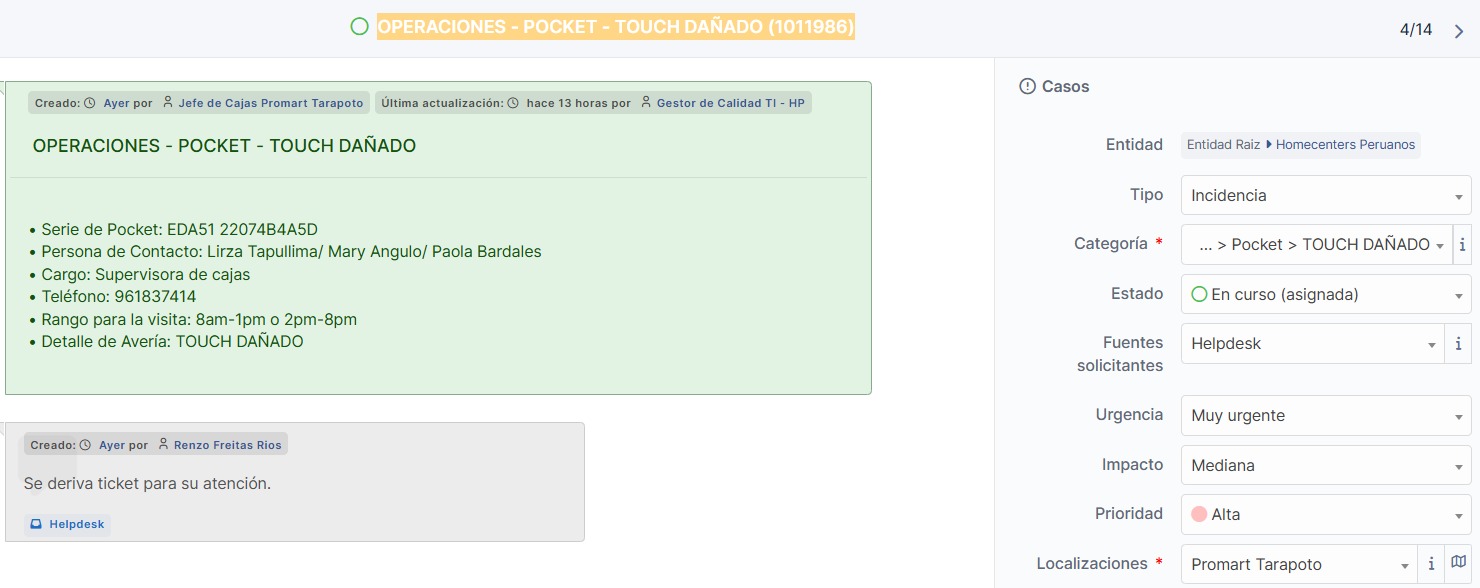 OPERACIONES - POCKET - TOUCH DAÑADO (1011986)
4/14
Creado: Ayer por Jefe de Cajas Promart Tarapoto Última actualización: hace 13 horas por Gestor de Calidad TI - HP
OPERACIONES - POCKET - TOUCH DAÑADO
• Serie de Pocket: EDA51 22074B4A5D
• Persona de Contacto: Lirza Tapullima/ Mary Angulo/ Paola Bardales
• Cargo: Supervisora de cajas
• Teléfono: 961837414
• Rango para la visita: 8am-1pm o 2pm-8pm
• Detalle de Avería: TOUCH DAÑADO
Creado: Ayer por Renzo Freitas Rios
Se deriva ticket para su atención.
Helpdesk
Casos
Entidad Entidad Raiz Homecenters Peruanos
Tipo Incidencia
Categoría * ... > Pocket > TOUCH DAÑADO i
Estado En curso (asignada)
Fuentes solicitantes Helpdesk i
Urgencia Muy urgente
Impacto Mediana
Prioridad Alta
Localizaciones * Promart Tarapoto i